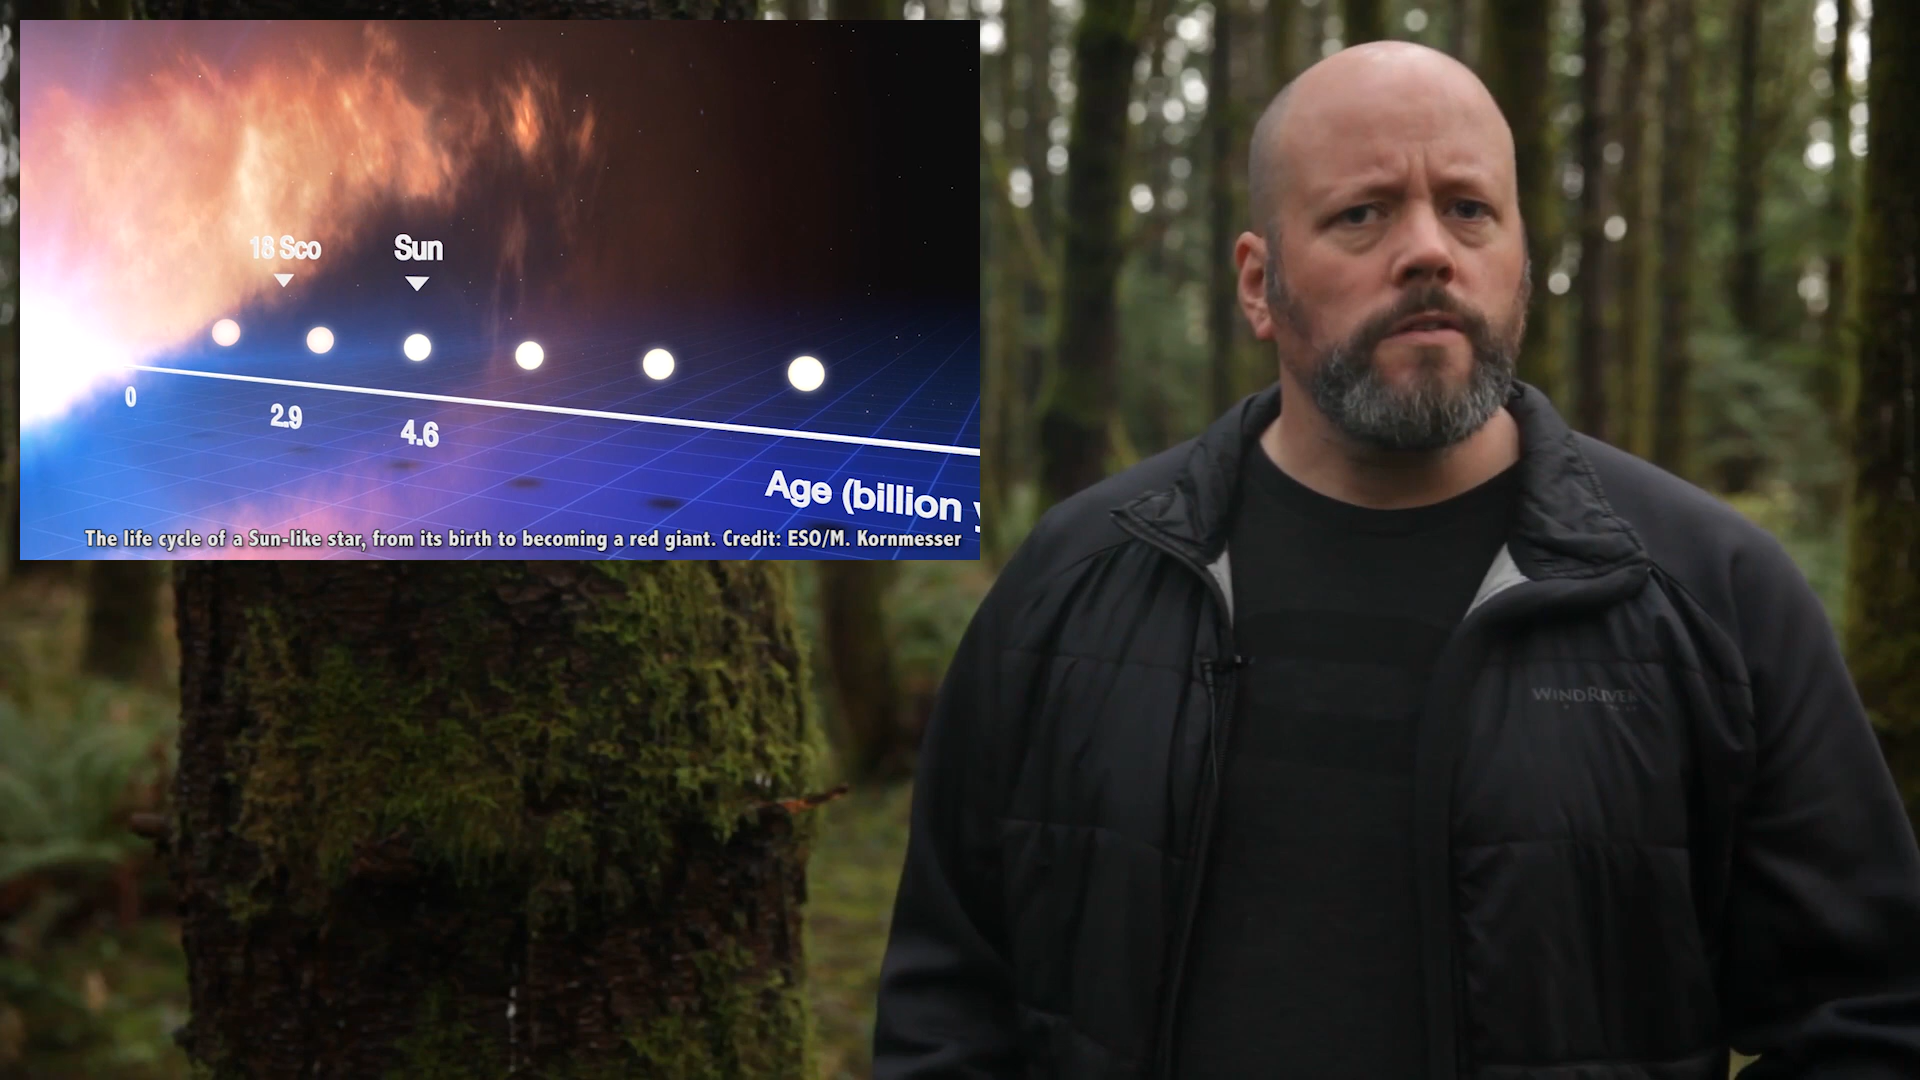 18 Sco
Sun
0
2.9
4.6
Age (billion
The life cycle of a Sun-like star, from its birth to becoming a red giant. Credit: ESO/M. Kornmesser
WINDRIVER